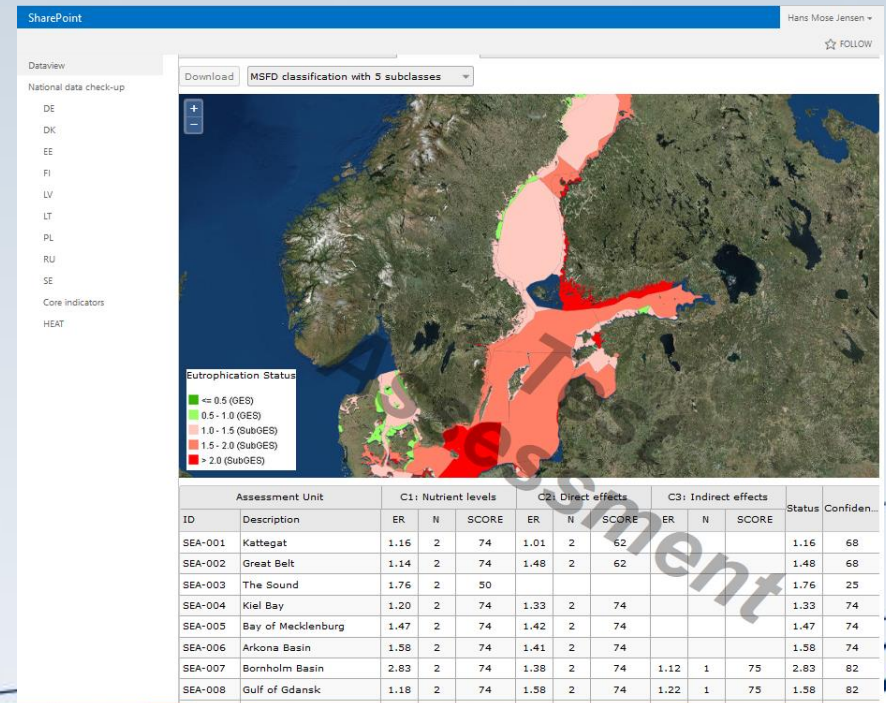 SharePoint
Hans Mose Jensen
FOLLOW
Dataview
National data check-up
DE
DK
EE
FI
LV
LT
PL
RU
SE
Core indicators
HEAT
Download MSFD classification with 5 subclasses
+
−
Eutrophication Status
<= 0.5 (GES)
0.5 - 1.0 (GES)
1.0 - 1.5 (SubGES)
1.5 - 2.0 (SubGES)
> 2.0 (SubGES)
Test
Assessment
Assessment Unit C1: Nutrient levels C2: Direct effects C3: Indirect effects Status Confiden...
ID Description ER N SCORE ER N SCORE ER N SCORE
SEA-001 Kattegat 1.16 2 74 1.01 2 62 1.16 68
SEA-002 Great Belt 1.14 2 74 1.48 2 62 1.48 68
SEA-003 The Sound 1.76 2 50 1.76 25
SEA-004 Kiel Bay 1.20 2 74 1.33 2 74 1.33 74
SEA-005 Bay of Mecklenburg 1.47 2 74 1.42 2 74 1.47 74
SEA-006 Arkona Basin 1.58 2 74 1.41 2 74 1.58 74
SEA-007 Bornholm Basin 2.83 2 74 1.38 2 74 1.12 1 75 2.83 82
SEA-008 Gulf of Gdansk 1.18 2 74 1.58 2 74 1.22 1 75 1.58 82